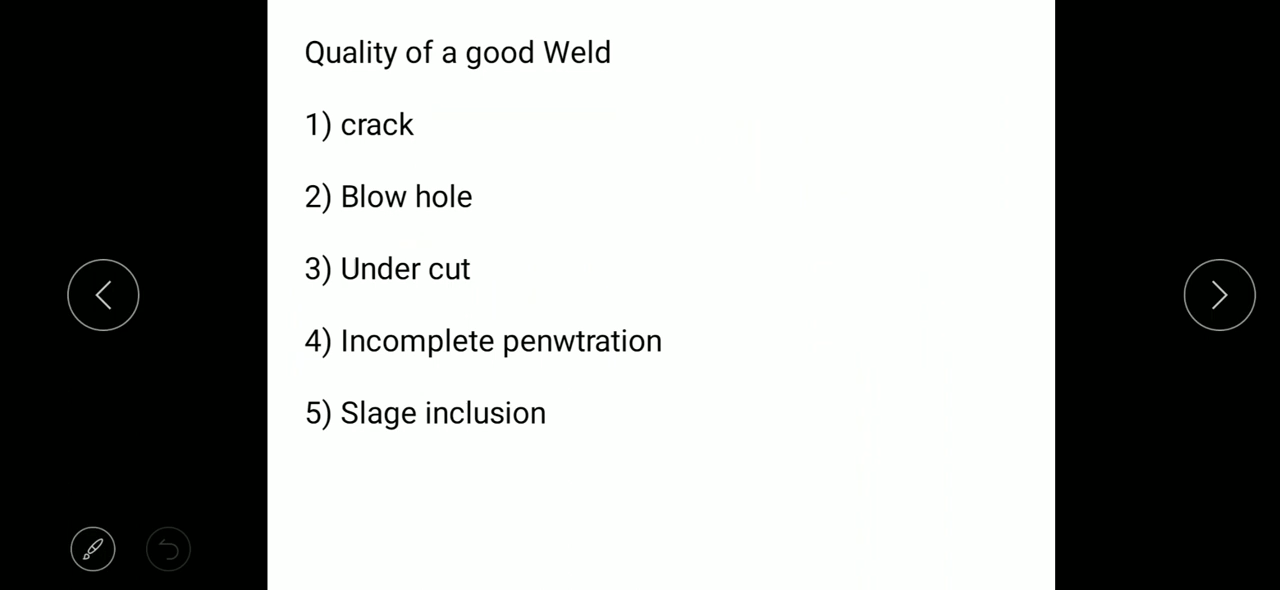 Quality of a good Weld
1) crack
2) Blow hole
3) Under cut
4) Incomplete penwtration
5) Slage inclusion